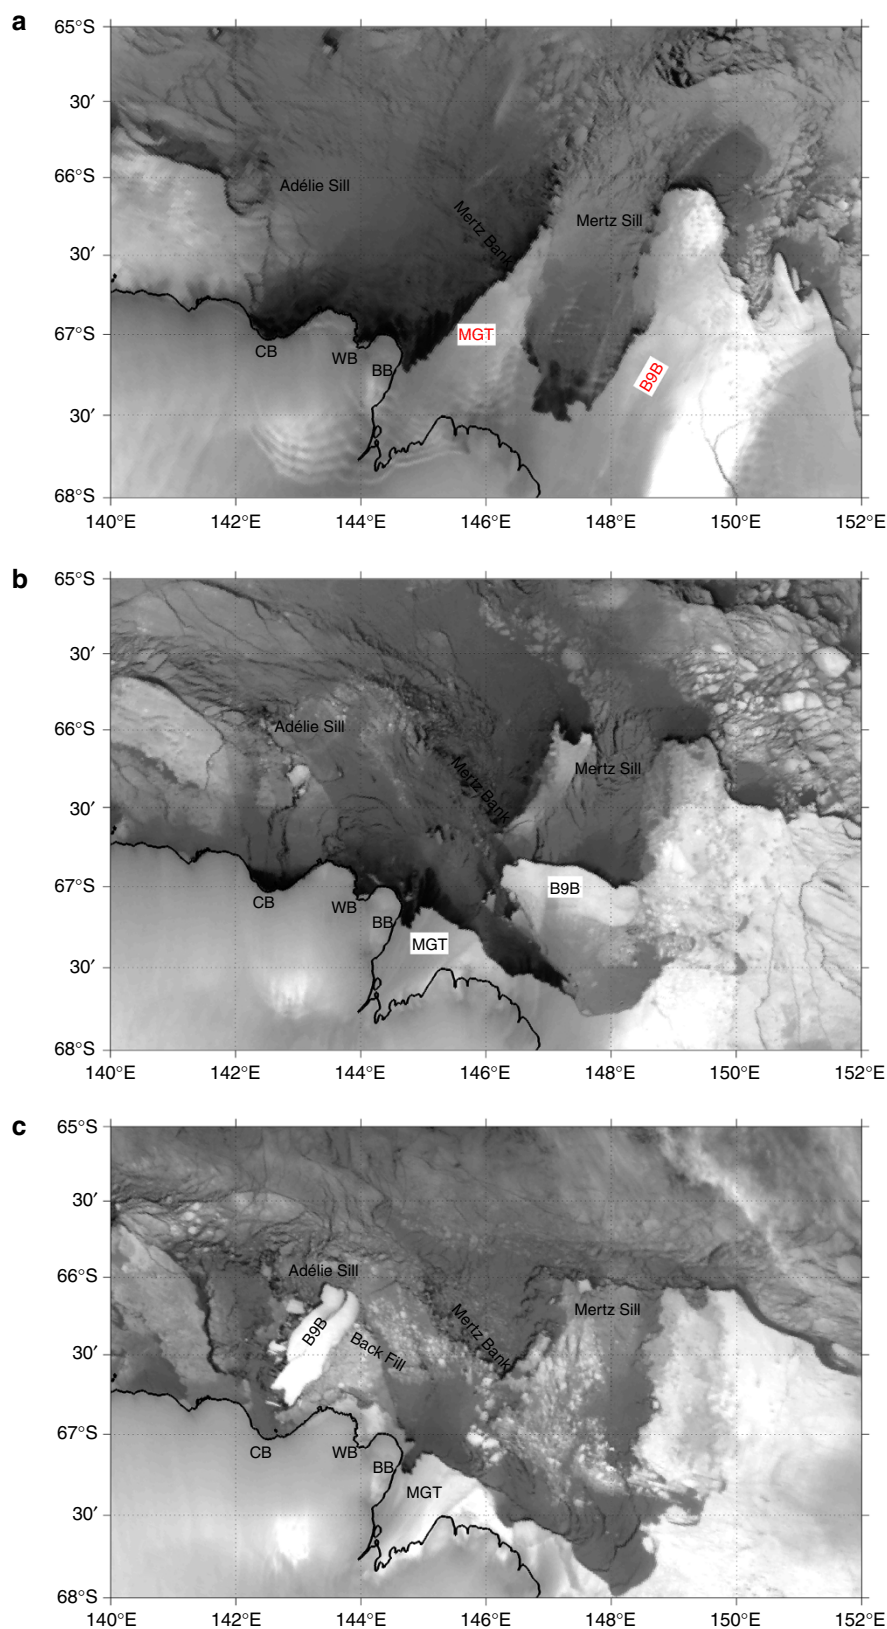 a
65°S
30′
66°S
Adélie Sill
Mertz Bank
Mertz Sill
30′
67°S
MGT
CB
WB
BB
B9B
30′
68°S
140°E
142°E
144°E
146°E
148°E
150°E
152°E
b
65°S
30′
66°S
Adélie Sill
Mertz Bank
Mertz Sill
30′
67°S
B9B
CB
WB
BB
MGT
30′
68°S
140°E
142°E
144°E
146°E
148°E
150°E
152°E
c
65°S
30′
66°S
Adélie Sill
Mertz Bank
Mertz Sill
B9B
Back Fill
30′
67°S
CB
WB
BB
MGT
30′
68°S
140°E
142°E
144°E
146°E
148°E
150°E
152°E